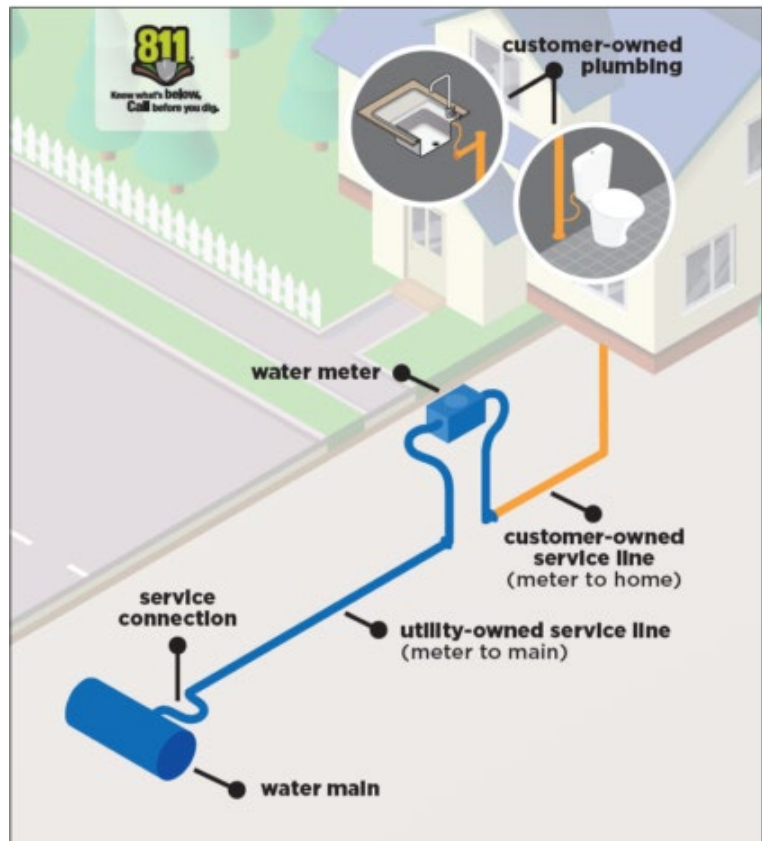 811
Know what's below.
Call before you dig.
customer-owned
plumbing
water meter
customer-owned
service line
(meter to home)
service
connection
utility-owned service line
(meter to main)
water main